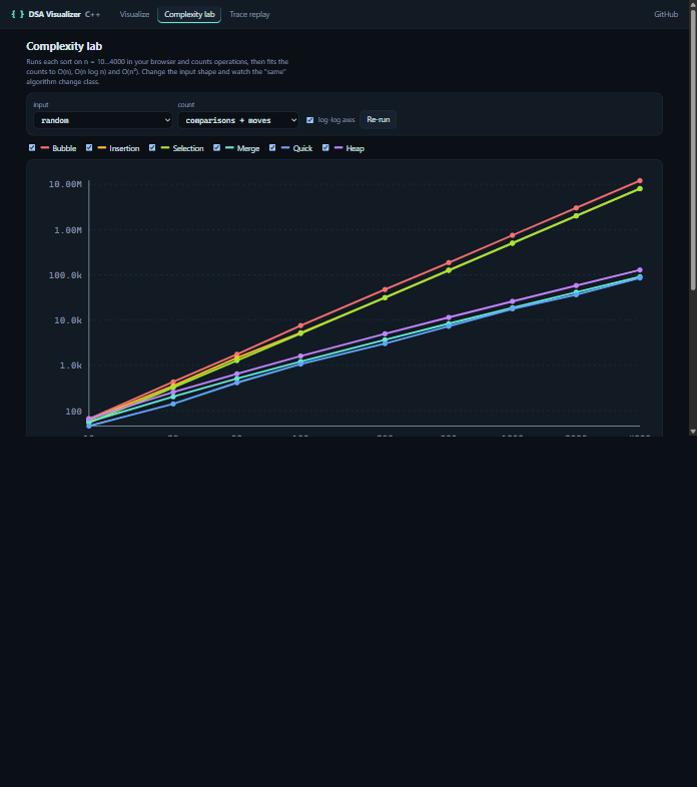 { } DSA Visualizer C++ Visualize Complexity lab Trace replay GitHub
Complexity lab
Runs each sort on n = 10…4000 in your browser and counts operations, then fits the
counts to O(n), O(n log n) and O(n²). Change the input shape and watch the "same"
algorithm change class.
input count
random comparisons + moves log-log axes Re-run
Bubble Insertion Selection Merge Quick Heap
10.00M
1.00M
100.0k
10.0k
1.0k
100